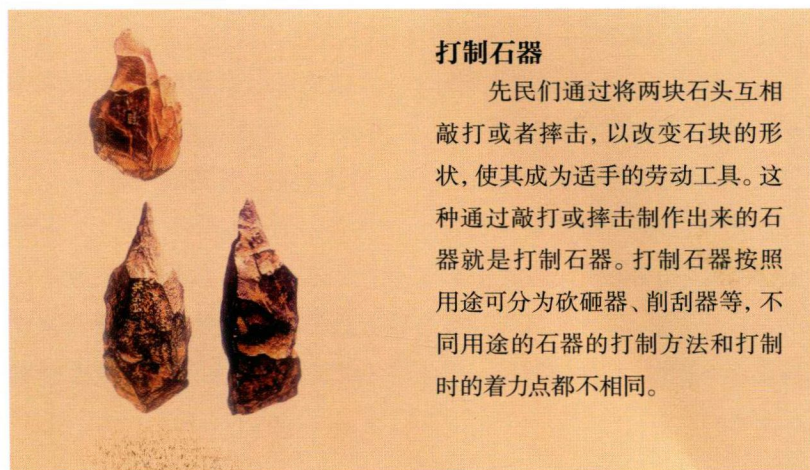 打制石器
先民们通过将两块石头互相
敲打或者摔击，以改变石块的形
状，使其成为适手的劳动工具。这
种通过敲打或摔击制作出来的石
器就是打制石器。打制石器按照
用途可分为砍砸器、削刮器等，不
同用途的石器的打制方法和打制
时的着力点都不相同。